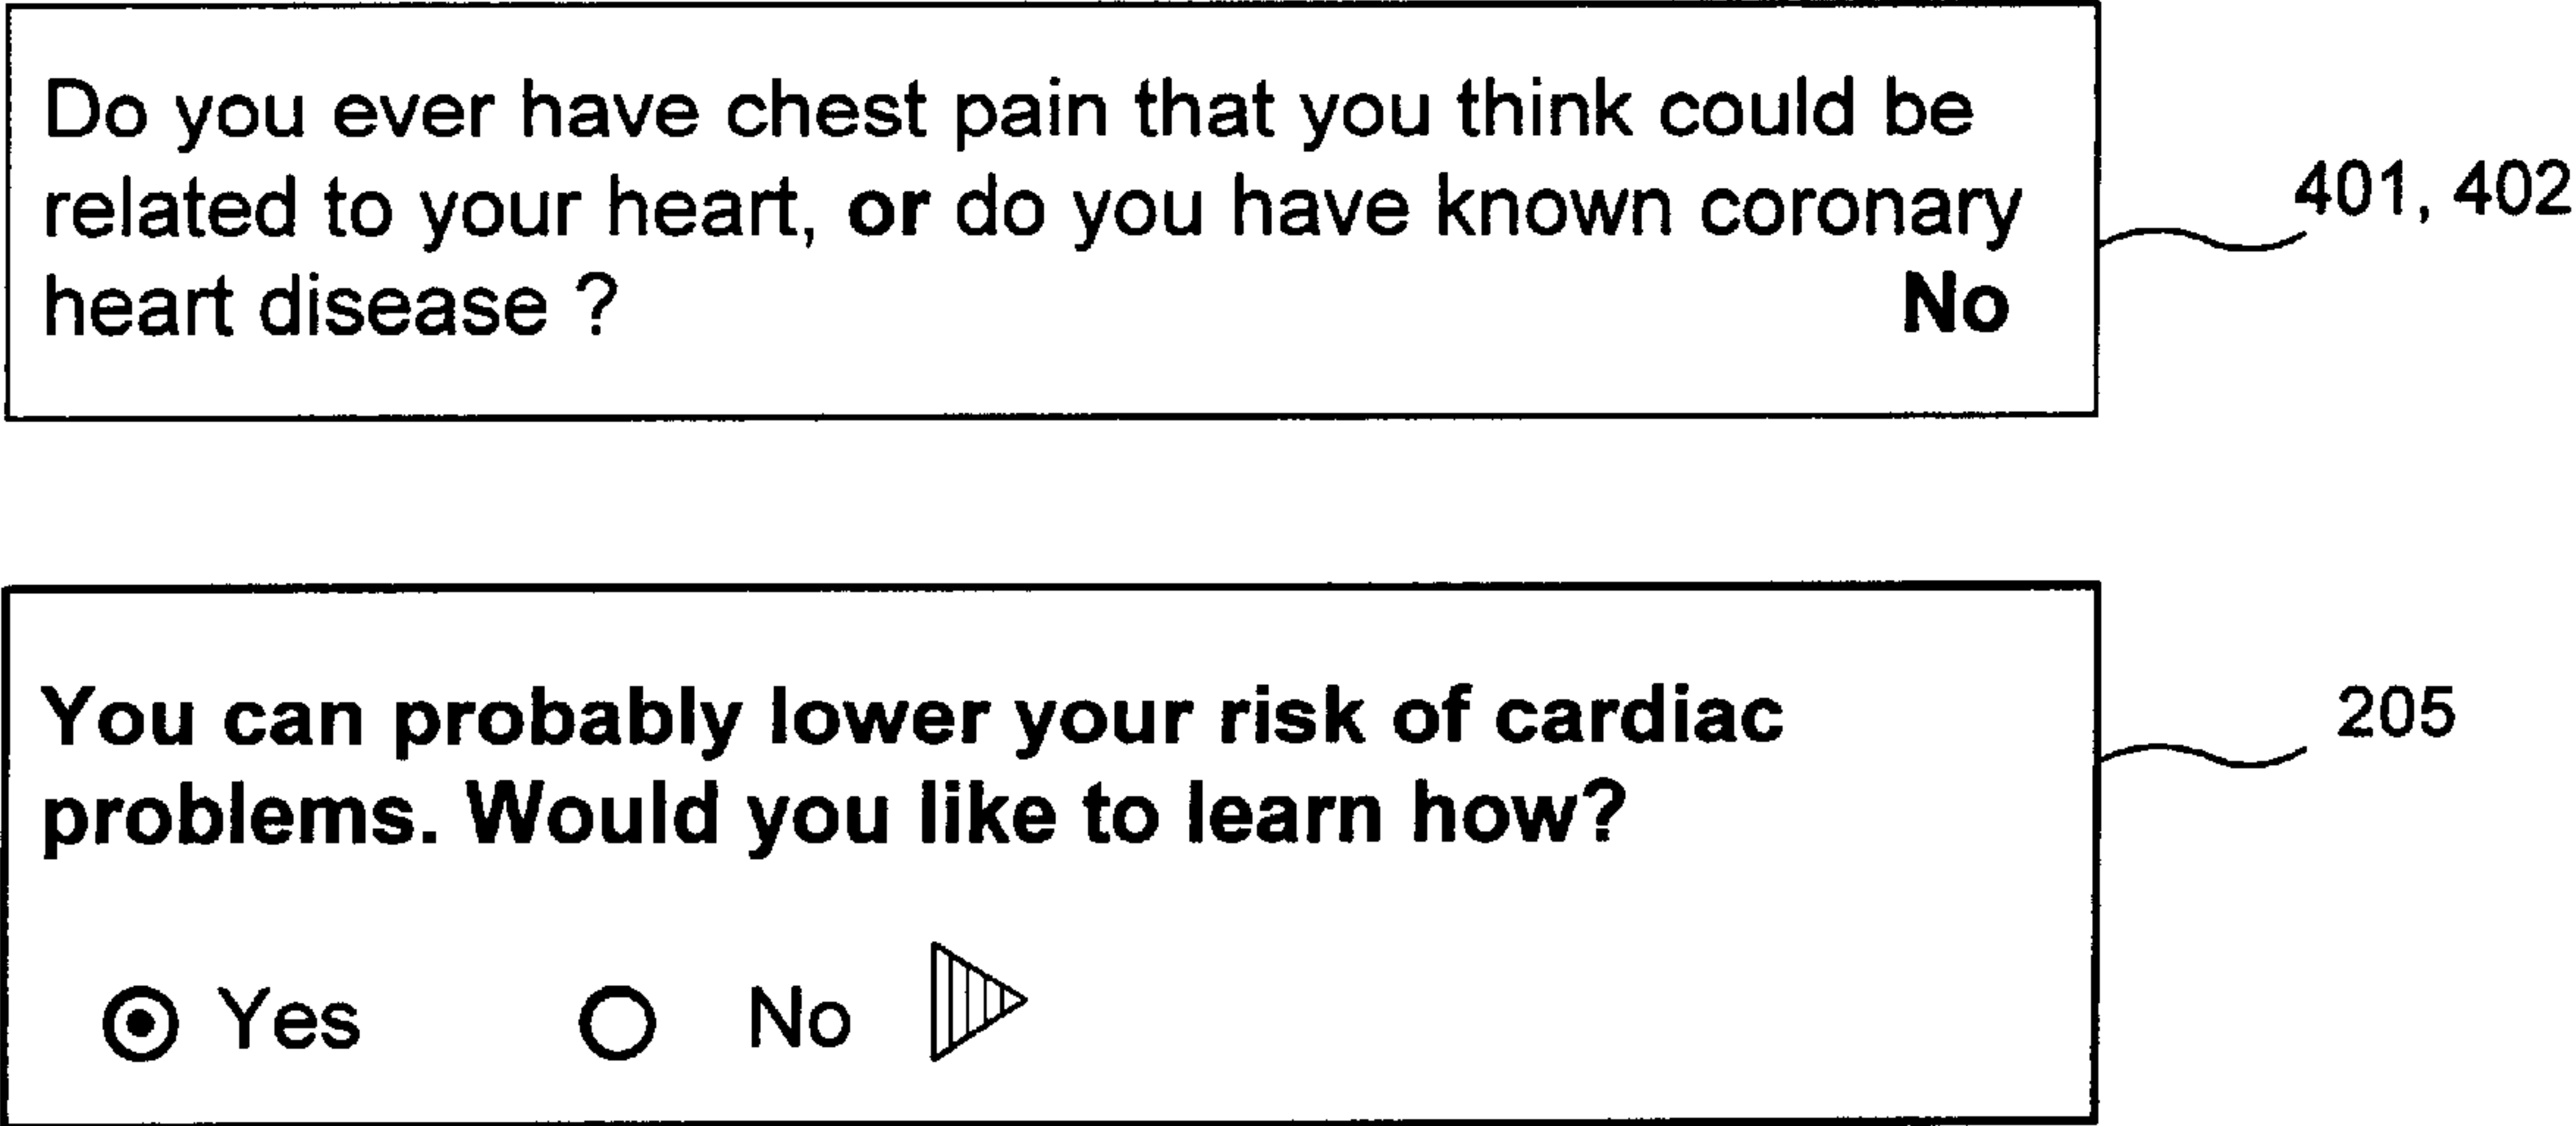 Do you ever have chest pain that you think could be
related to your heart, or do you have known coronary
heart disease ? No
401, 402
You can probably lower your risk of cardiac
problems. Would you like to learn how?
205
Yes No